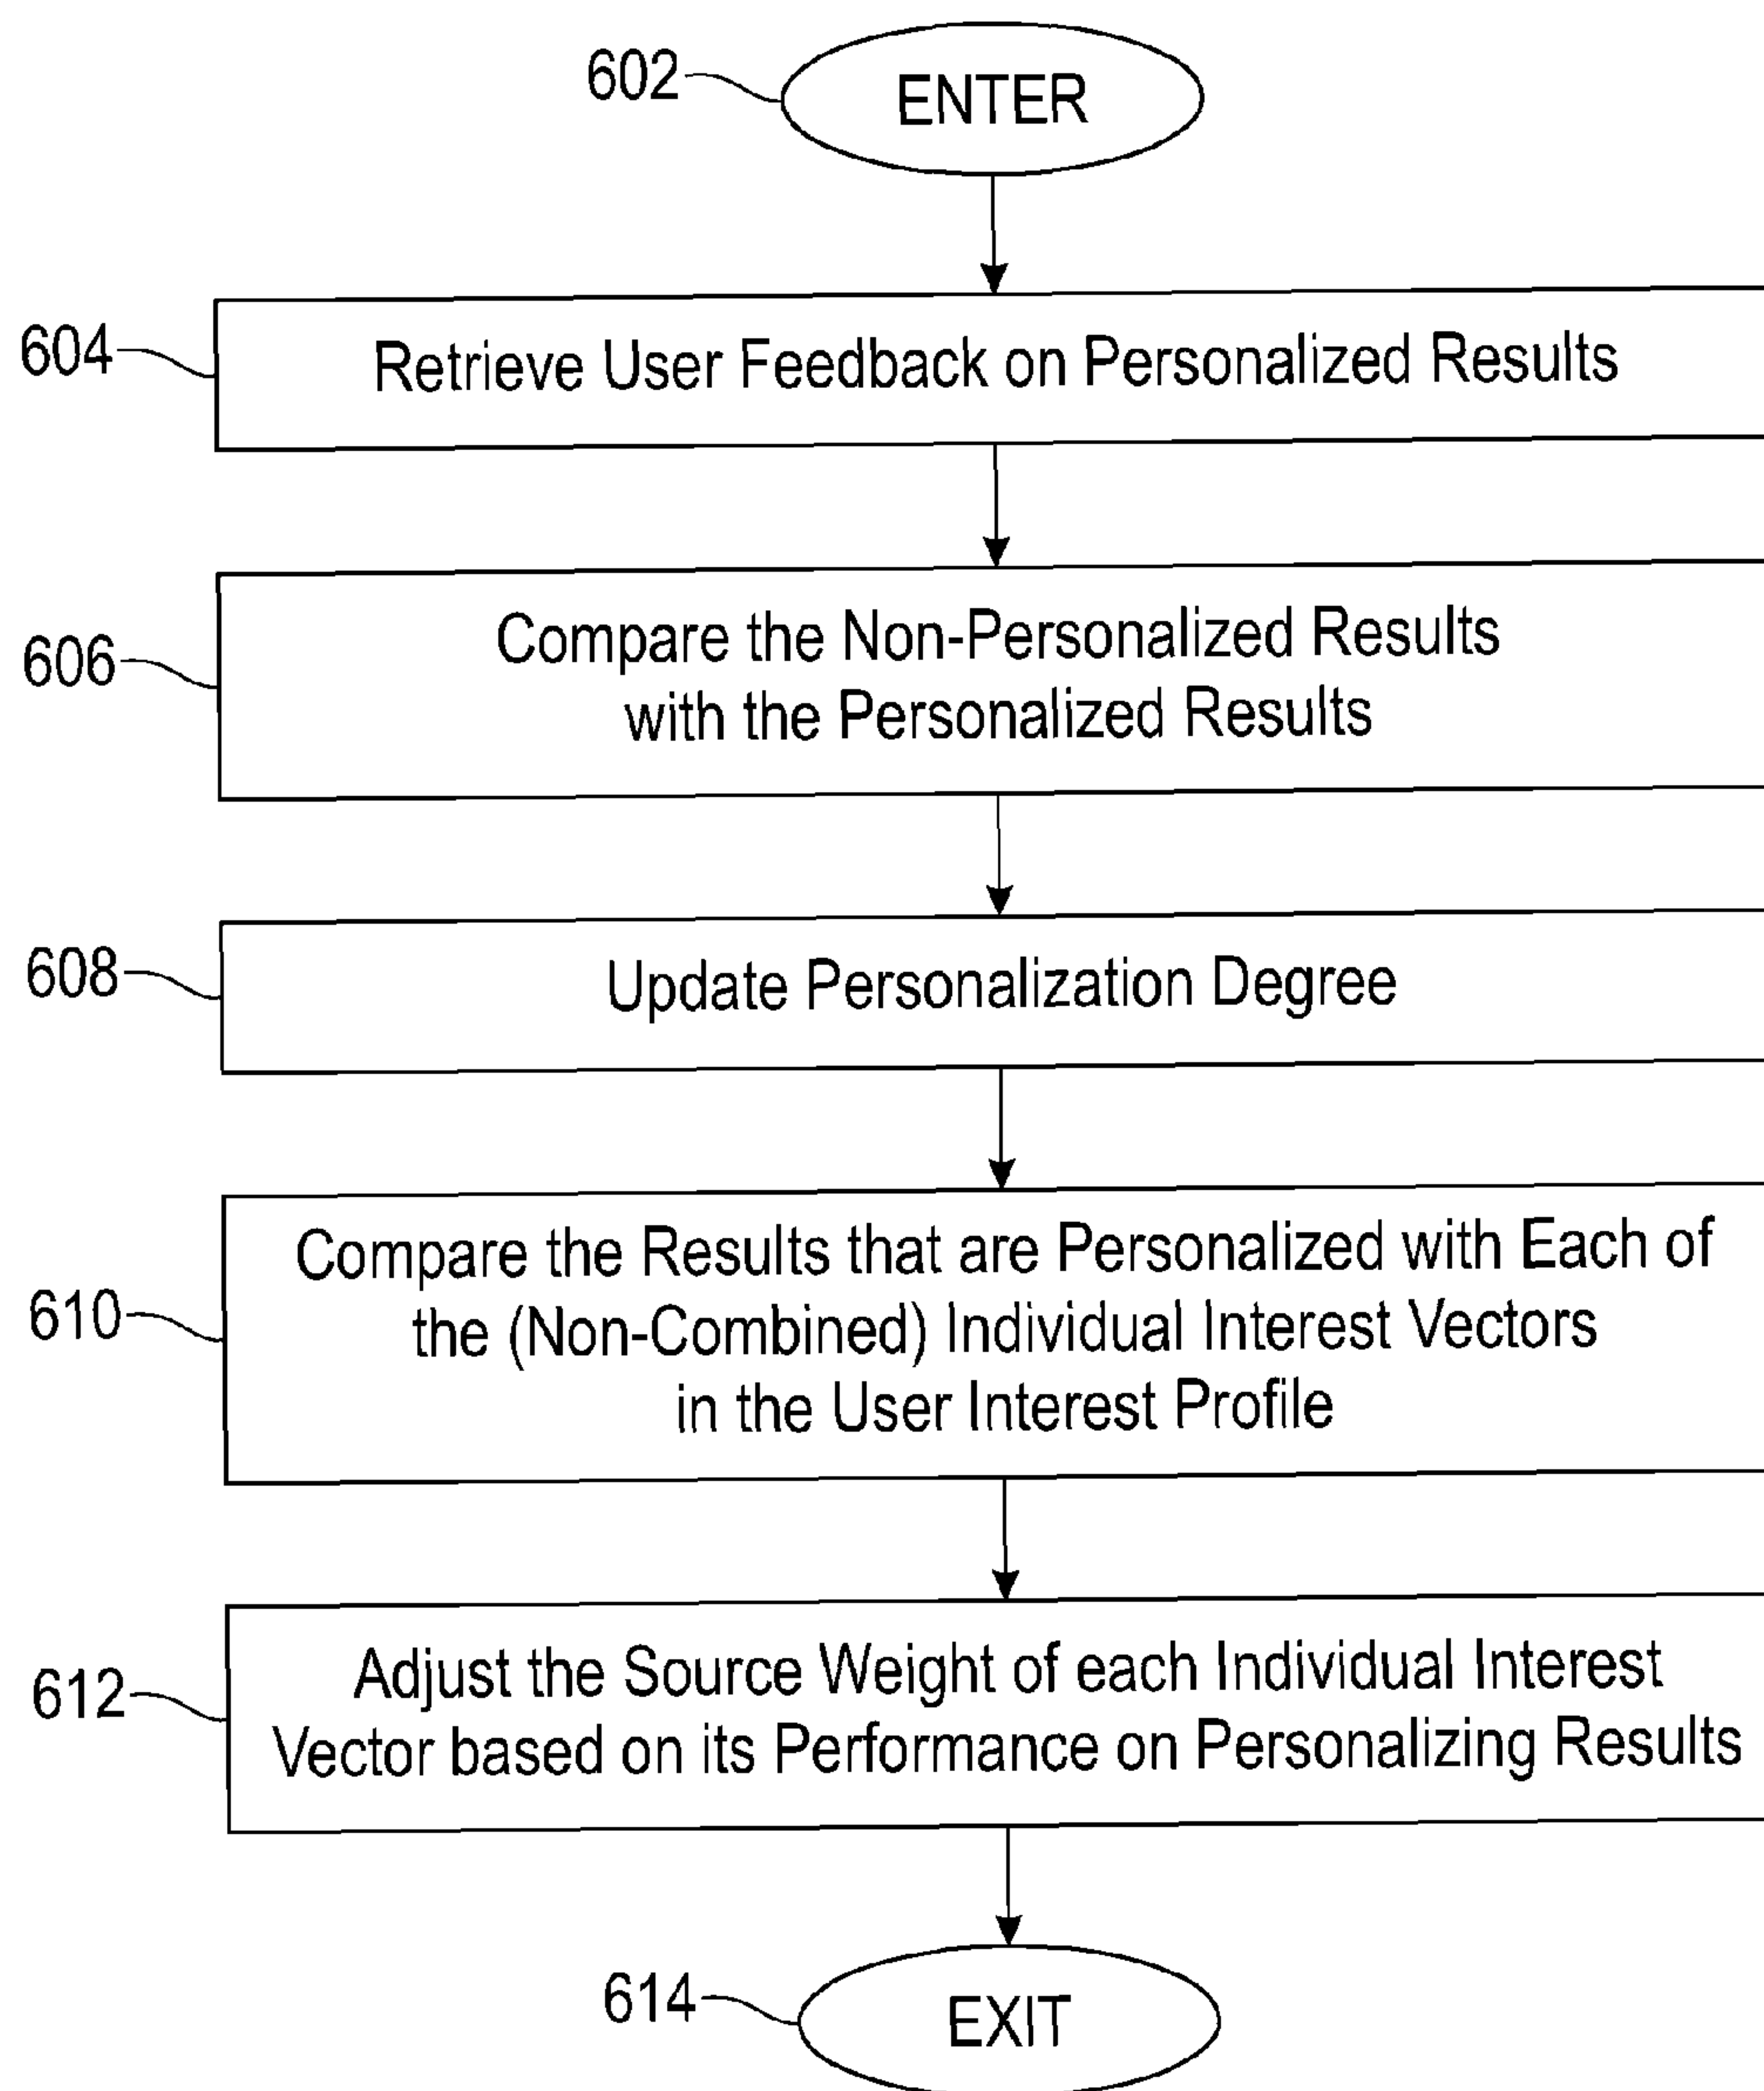 602
ENTER
604
Retrieve User Feedback on Personalized Results
606
Compare the Non-Personalized Results
with the Personalized Results
608
Update Personalization Degree
610
Compare the Results that are Personalized with Each of
the (Non-Combined) Individual Interest Vectors
in the User Interest Profile
612
Adjust the Source Weight of each Individual Interest
Vector based on its Performance on Personalizing Results
614
EXIT